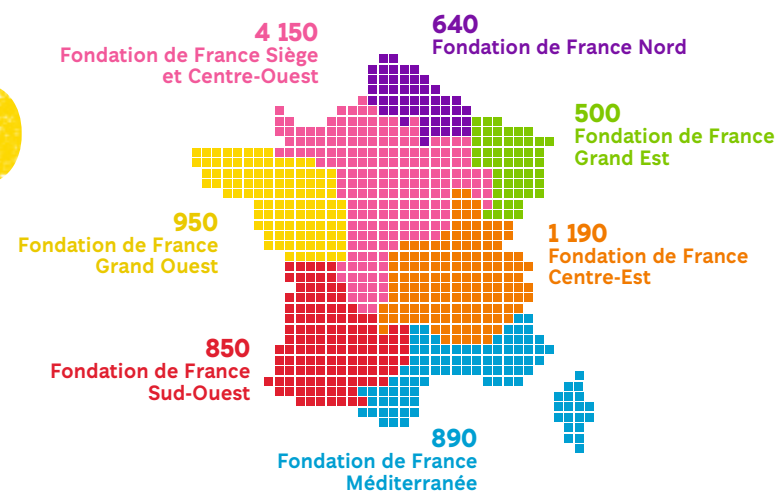 4 150
Fondation de France Siège
et Centre-Ouest
640
Fondation de France Nord
500
Fondation de France
Grand Est
950
Fondation de France
Grand Ouest
1 190
Fondation de France
Centre-Est
850
Fondation de France
Sud-Ouest
890
Fondation de France
Méditerranée